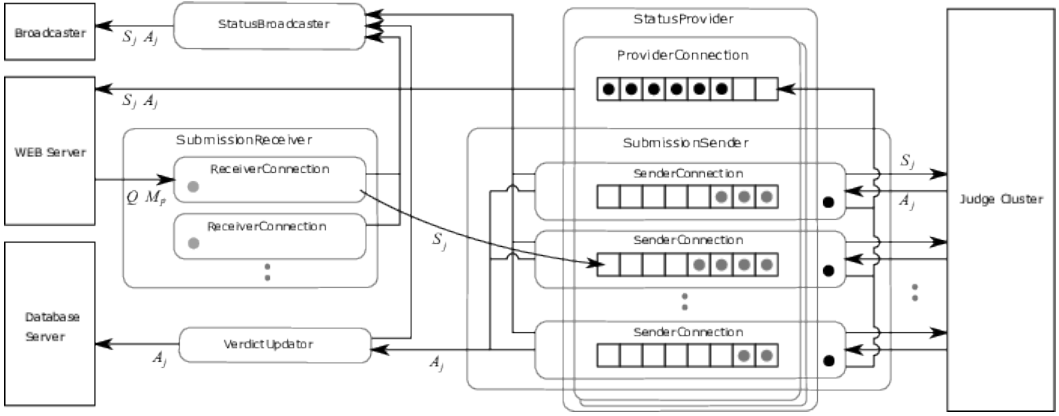 StatusProvider
Broadcaster
StatusBroadcaster
S_j A_j
ProviderConnection
S_j A_j
SubmissionReceiver
SubmissionSender
WEB Server
ReceiverConnection
SenderConnection
S_j
Q M_p
A_j
Judge Cluster
ReceiverConnection
S_j
SenderConnection
Database
Server
VerdictUpdator
SenderConnection
A_j
A_j